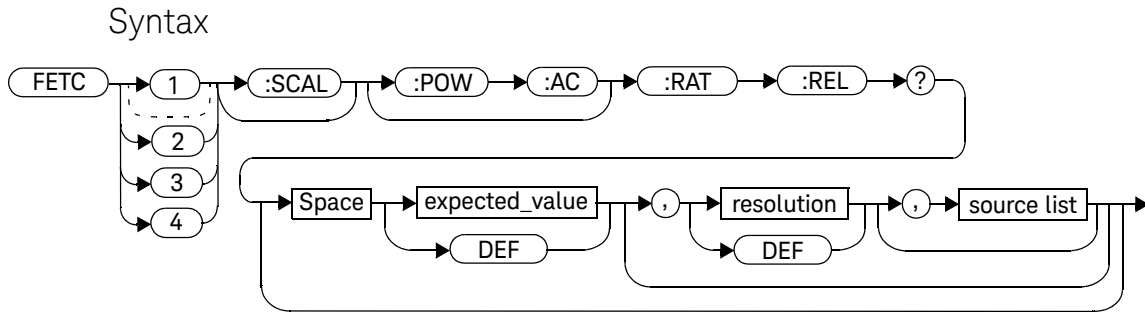 Syntax
FETC 1 :SCAL :POW :AC :RAT :REL ?
2
3
4
Space expected_value , resolution , source list
DEF DEF